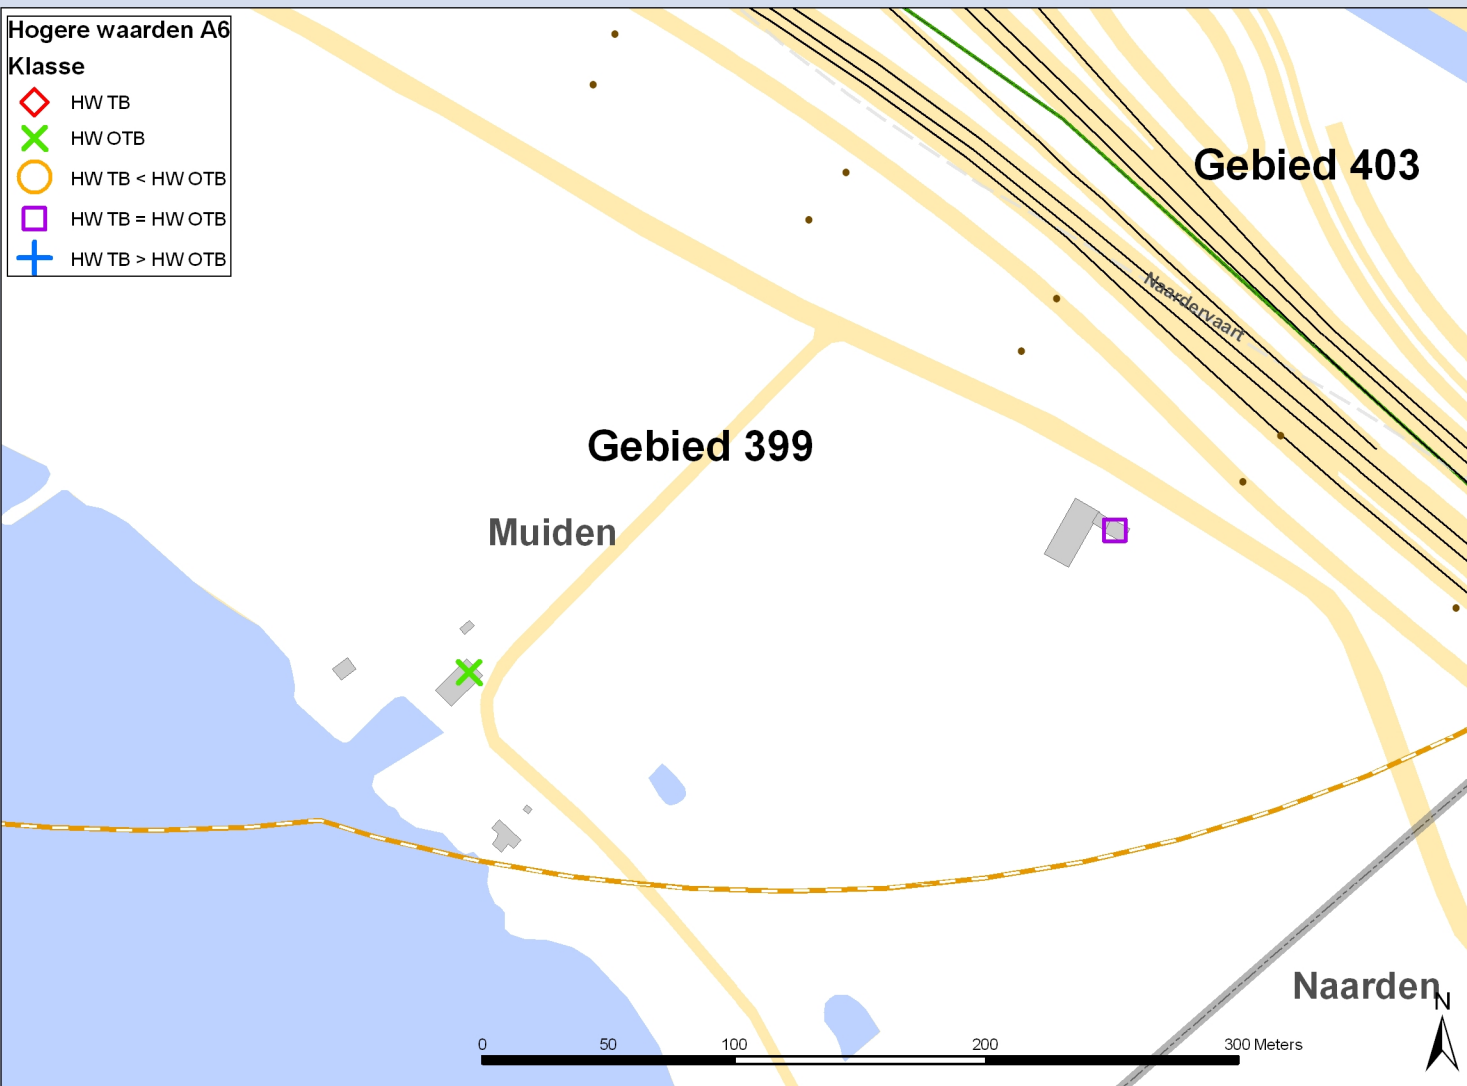 Hogere waarden A6
Klasse
HW TB
HW OTB
HW TB < HW OTB
HW TB = HW OTB
HW TB > HW OTB
Gebied 403
Naardervaart
Gebied 399
Muiden
Naarden
N
0 50 100 200 300 Meters